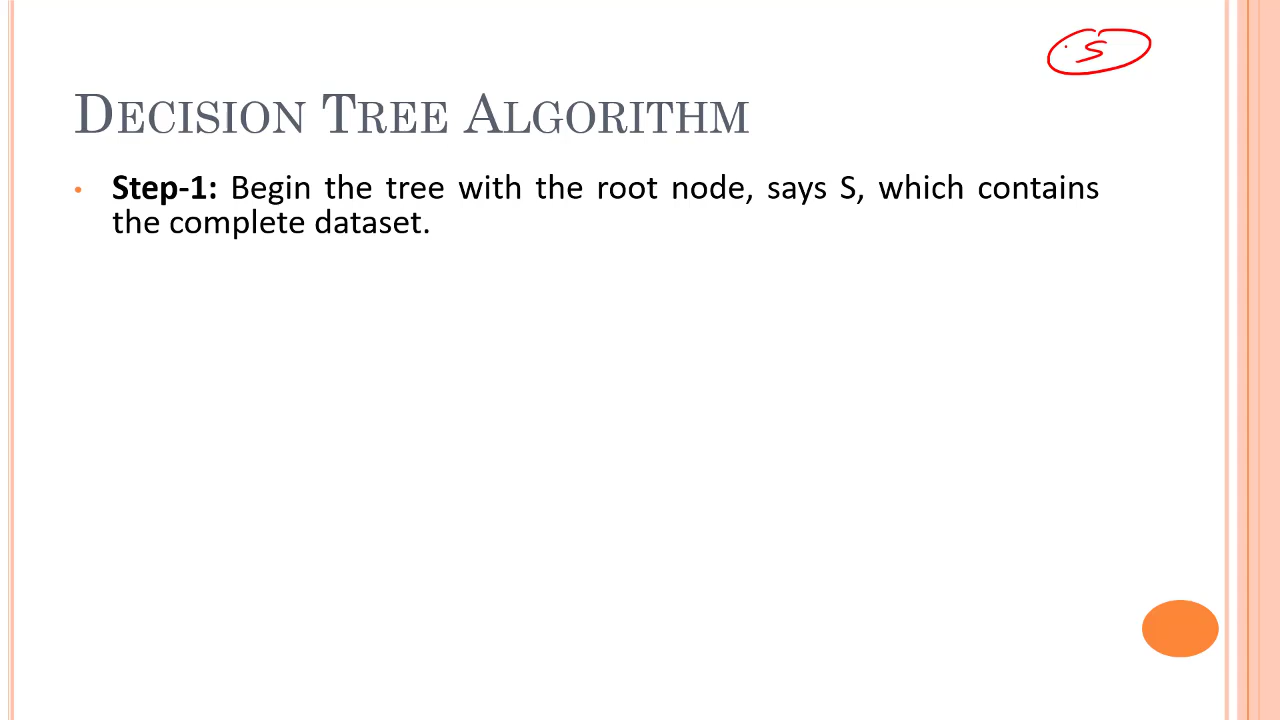 S
DECISION TREE ALGORITHM
• Step-1: Begin the tree with the root node, says S, which contains
the complete dataset.